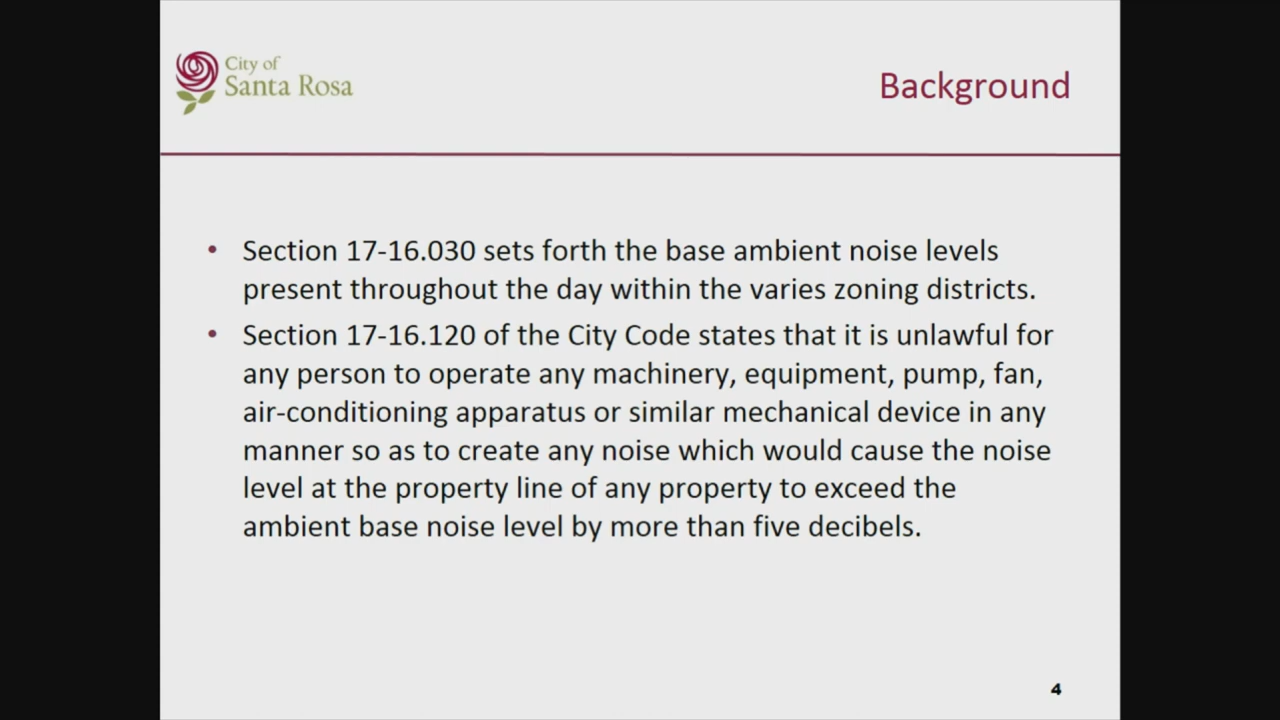 City of
Santa Rosa
Background
• Section 17-16.030 sets forth the base ambient noise levels
present throughout the day within the varies zoning districts.
• Section 17-16.120 of the City Code states that it is unlawful for
any person to operate any machinery, equipment, pump, fan,
air-conditioning apparatus or similar mechanical device in any
manner so as to create any noise which would cause the noise
level at the property line of any property to exceed the
ambient base noise level by more than five decibels.
4